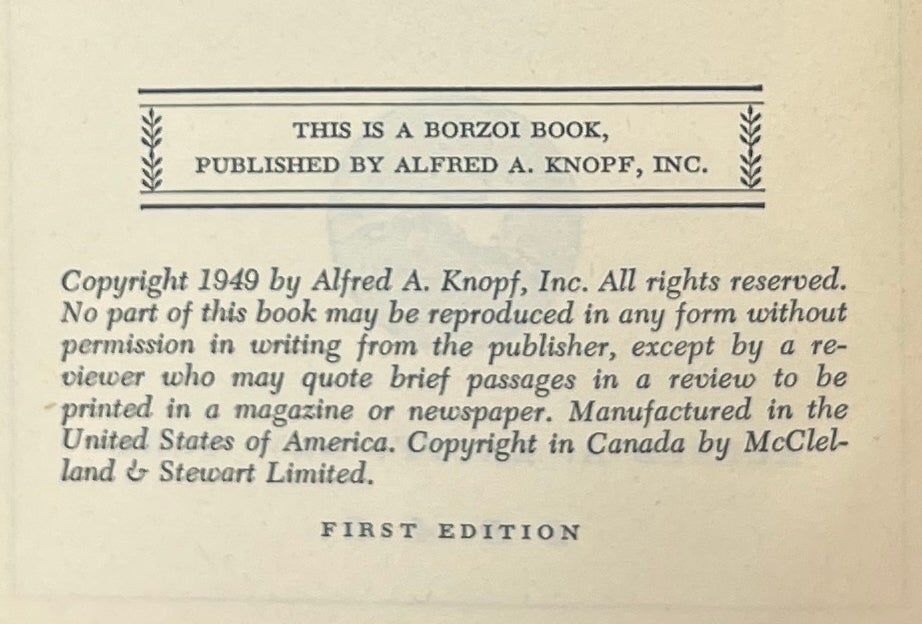 THIS IS A BORZOI BOOK,
PUBLISHED BY ALFRED A. KNOPF, INC.
Copyright 1949 by Alfred A. Knopf, Inc. All rights reserved.
No part of this book may be reproduced in any form without
permission in writing from the publisher, except by a re-
viewer who may quote brief passages in a review to be
printed in a magazine or newspaper. Manufactured in the
United States of America. Copyright in Canada by McClel-
land & Stewart Limited.
FIRST EDITION